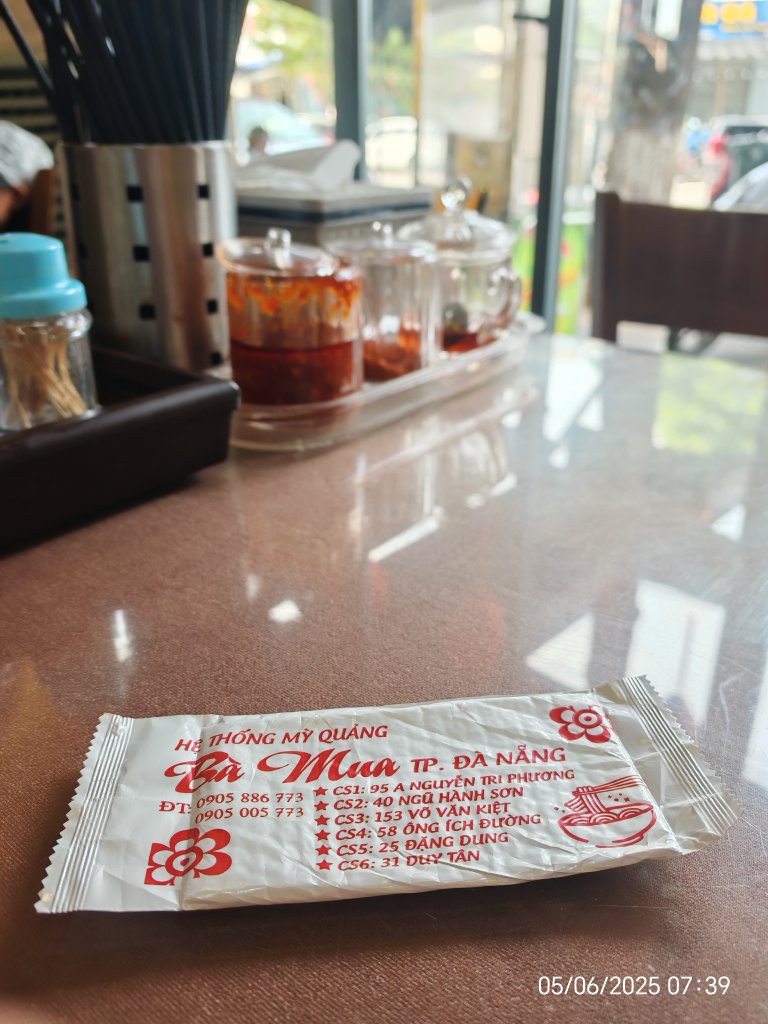 HỆ THỐNG MỲ QUẢNG
Bà Mua TP. ĐÀ NẴNG
ĐT: 0905 886 773
0905 005 773
★ CS1: 95 A NGUYỄN TRI PHƯƠNG
★ CS2: 40 NGŨ HÀNH SƠN
★ CS3: 153 VÕ VĂN KIỆT
★ CS4: 58 ÔNG ÍCH ĐƯỜNG
★ CS5: 25 ĐẶNG DUNG
★ CS6: 31 DUY TÂN
05/06/2025 07:39